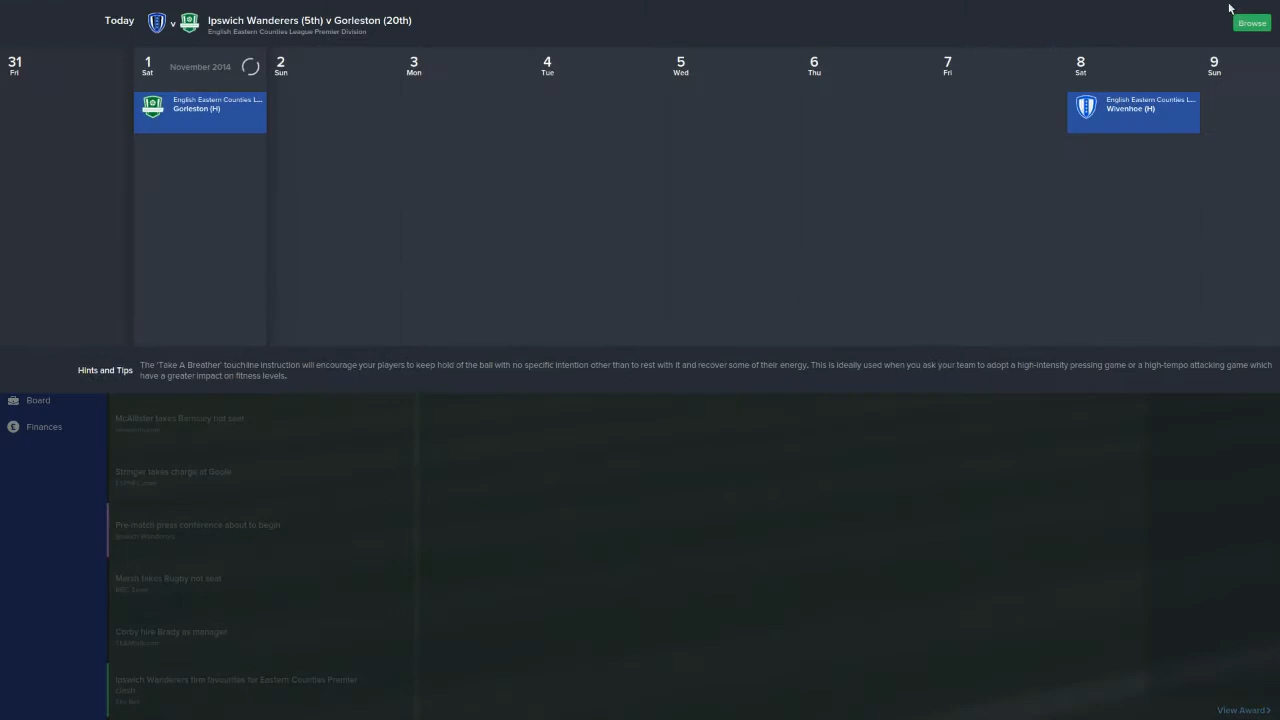 Today
v
Ipswich Wanderers (5th) v Gorleston (20th)
English Eastern Counties League Premier Division
Browse
31
Fri
1
Sat
November 2014
2
Sun
3
Mon
4
Tue
5
Wed
6
Thu
7
Fri
8
Sat
9
Sun
English Eastern Counties L...
Gorleston (H)
English Eastern Counties L...
Wivenhoe (H)
Hints and Tips
The 'Take A Breather' touchline instruction will encourage your players to keep hold of the ball with no specific intention other than to rest with it and recover some of their energy. This is ideally used when you ask your team to adopt a high-intensity pressing game or a high-tempo attacking game which
have a greater impact on fitness levels.
Board
Finances
McAllister takes Ramsey hot seat
Stringer takes charge at Goole
Pre-match press conference about to begin
Ipswich Wanderers
Marsh takes Rugby hot seat
Corby hire Brady as manager
Ipswich Wanderers firm favourites for Eastern Counties Premier
clash
Sky Bet
View Award >